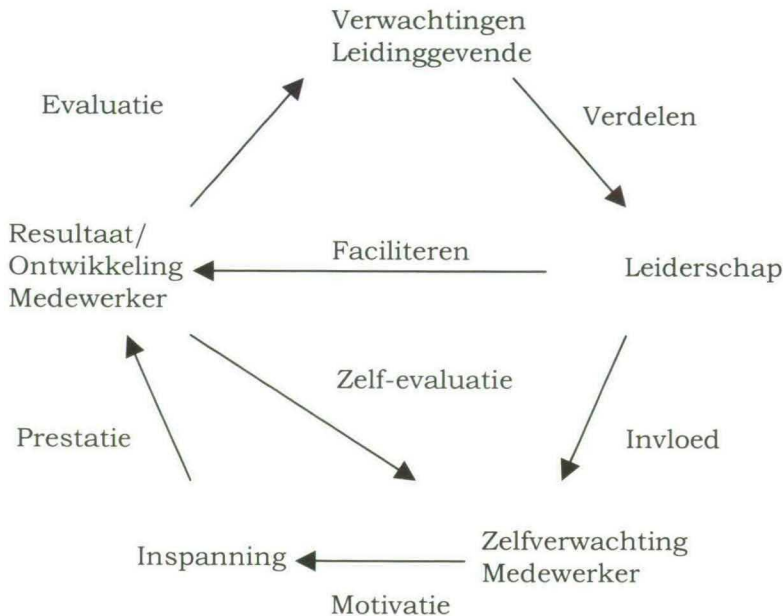 Verwachtingen
Leidinggevende
Evaluatie
Verdelen
Resultaat/
Ontwikkeling
Medewerker
Faciliteren
Leiderschap
Zelf-evaluatie
Prestatie
Invloed
Inspanning
Zelfverwachting
Medewerker
Motivatie